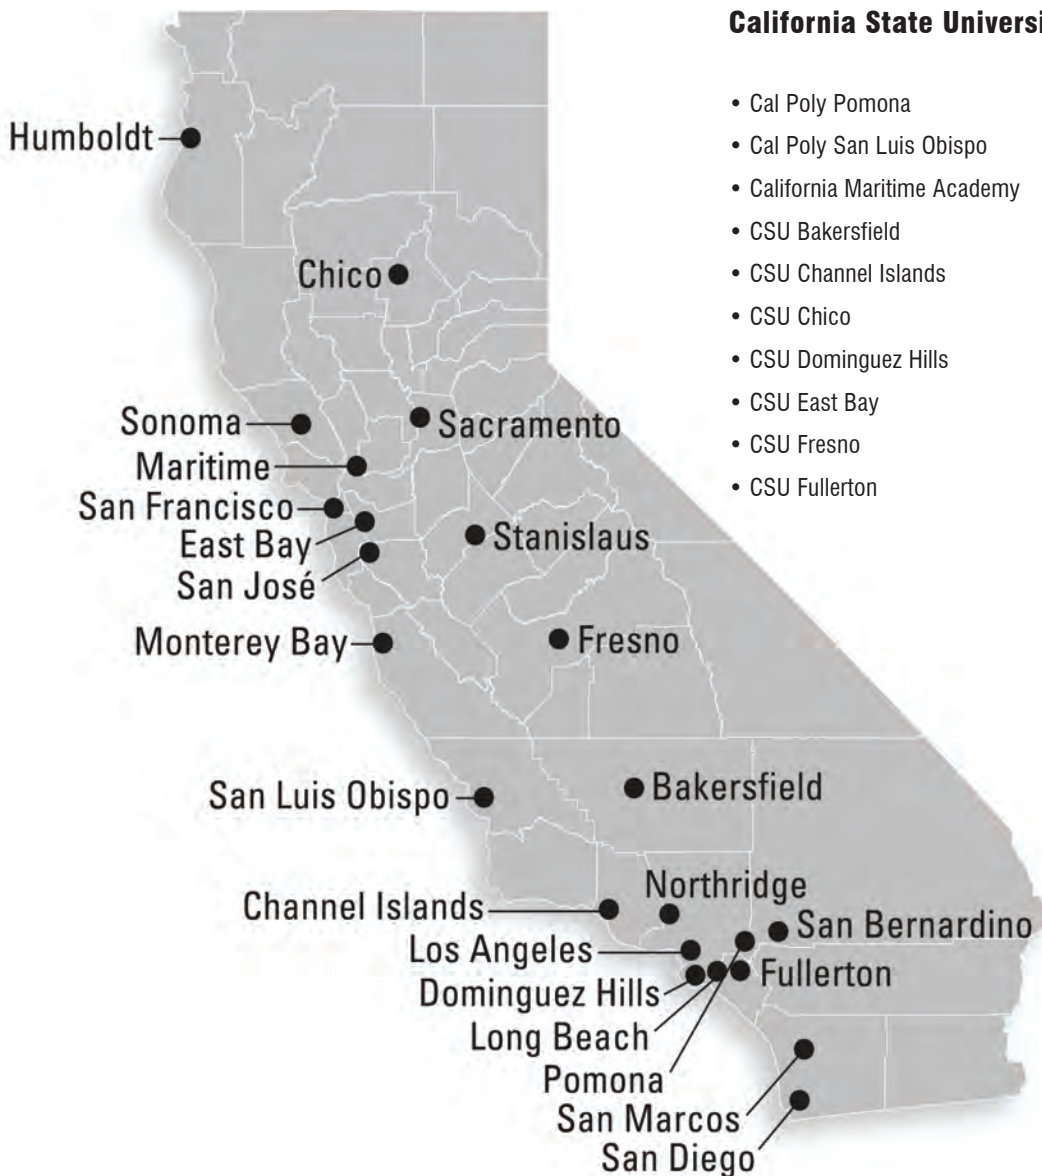 California State Universi
• Cal Poly Pomona
• Cal Poly San Luis Obispo
• California Maritime Academy
• CSU Bakersfield
• CSU Channel Islands
• CSU Chico
• CSU Dominguez Hills
• CSU East Bay
• CSU Fresno
• CSU Fullerton
Humboldt
Chico
Sonoma
Sacramento
Maritime
San Francisco
East Bay
Stanislaus
San José
Monterey Bay
Fresno
San Luis Obispo
Bakersfield
Northridge
Channel Islands
San Bernardino
Los Angeles
Fullerton
Dominguez Hills
Long Beach
Pomona
San Marcos
San Diego